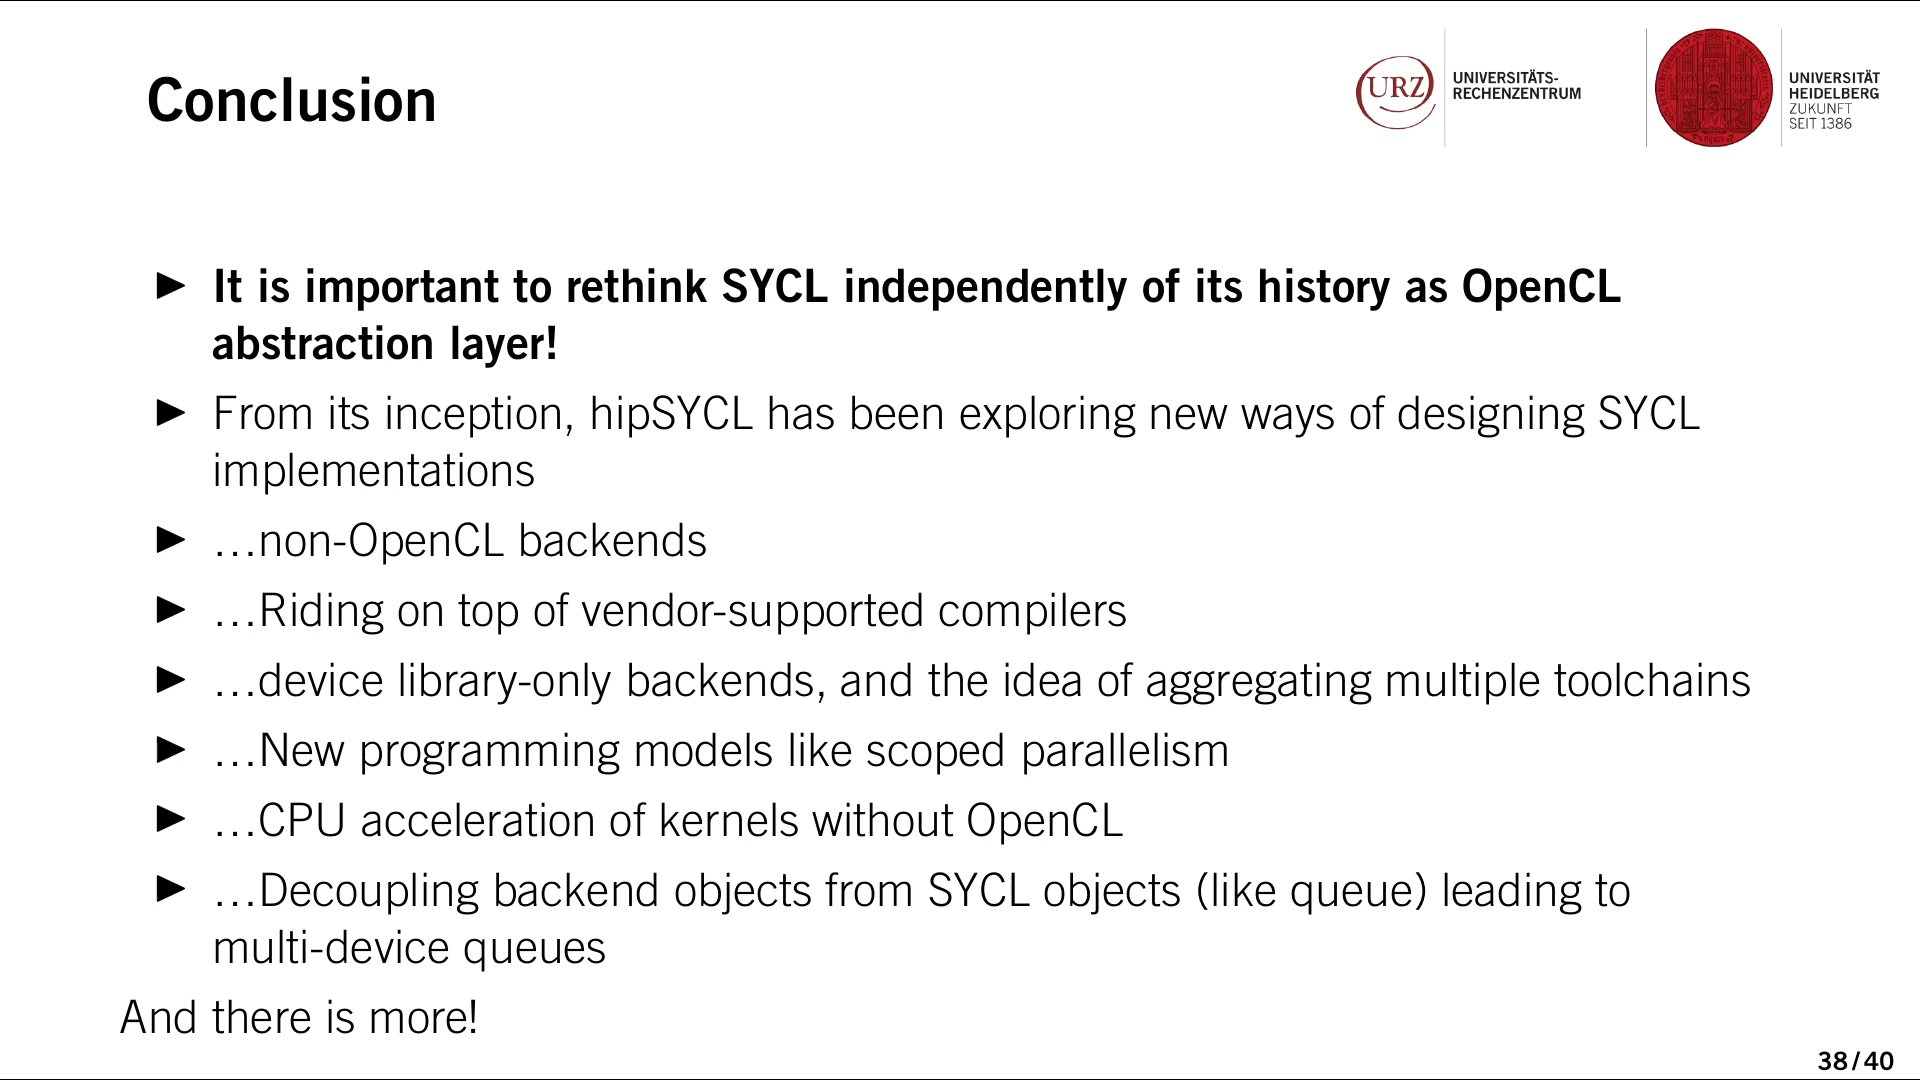 Conclusion
URZ
UNIVERSITÄTS-
RECHENZENTRUM
UNIVERSITÄT
HEIDELBERG
ZUKUNFT
SEIT 1386
▶ It is important to rethink SYCL independently of its history as OpenCL
abstraction layer!
▶ From its inception, hipSYCL has been exploring new ways of designing SYCL
implementations
▶ …non-OpenCL backends
▶ …Riding on top of vendor-supported compilers
▶ …device library-only backends, and the idea of aggregating multiple toolchains
▶ …New programming models like scoped parallelism
▶ …CPU acceleration of kernels without OpenCL
▶ …Decoupling backend objects from SYCL objects (like queue) leading to
multi-device queues
And there is more!
38 / 40